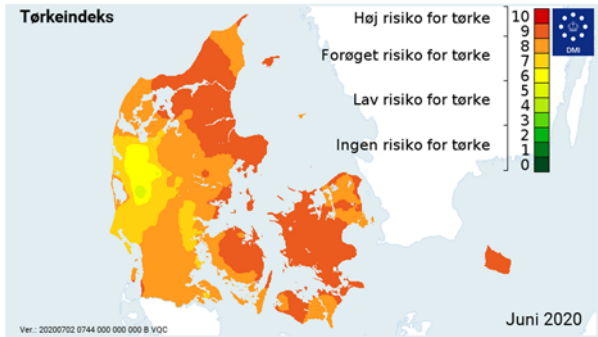 Tørkeindeks
Høj risiko for tørke
Forøget risiko for tørke
Lav risiko for tørke
Ingen risiko for tørke
10
9
8
7
6
5
4
3
2
1
0
DMI
Juni 2020
Ver.: 20200702 0744 000 000 000 B VQC